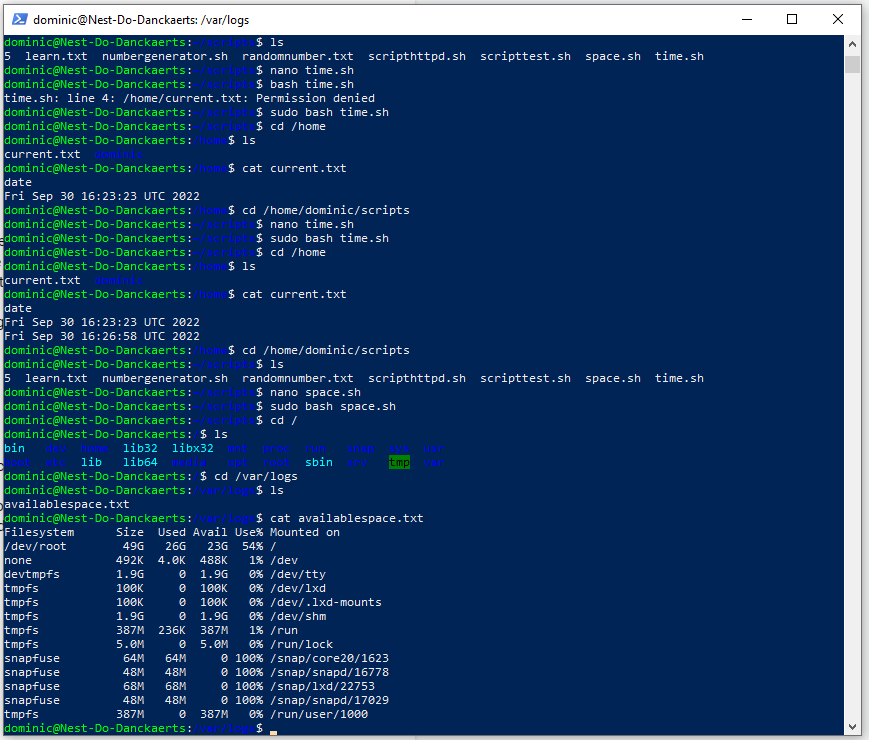 dominic@Nest-Do-Danckaerts: /var/logs
dominic@Nest-Do-Danckaerts:~/scripts$ ls
5  learn.txt  numbergenerator.sh  randomnumber.txt  scripthttpd.sh  scripttest.sh  space.sh  time.sh
dominic@Nest-Do-Danckaerts:~/scripts$ nano time.sh
dominic@Nest-Do-Danckaerts:~/scripts$ bash time.sh
time.sh: line 4: /home/current.txt: Permission denied
dominic@Nest-Do-Danckaerts:~/scripts$ sudo bash time.sh
dominic@Nest-Do-Danckaerts:~/scripts$ cd /home
dominic@Nest-Do-Danckaerts:/home$ ls
current.txt  dominic
dominic@Nest-Do-Danckaerts:/home$ cat current.txt
date
Fri Sep 30 16:23:23 UTC 2022
dominic@Nest-Do-Danckaerts:/home$ cd /home/dominic/scripts
dominic@Nest-Do-Danckaerts:~/scripts$ nano time.sh
dominic@Nest-Do-Danckaerts:~/scripts$ sudo bash time.sh
dominic@Nest-Do-Danckaerts:~/scripts$ cd /home
dominic@Nest-Do-Danckaerts:/home$ ls
current.txt  dominic
dominic@Nest-Do-Danckaerts:/home$ cat current.txt
date
Fri Sep 30 16:23:23 UTC 2022
Fri Sep 30 16:26:58 UTC 2022
dominic@Nest-Do-Danckaerts:/home$ cd /home/dominic/scripts
dominic@Nest-Do-Danckaerts:~/scripts$ ls
5  learn.txt  numbergenerator.sh  randomnumber.txt  scripthttpd.sh  scripttest.sh  space.sh  time.sh
dominic@Nest-Do-Danckaerts:~/scripts$ nano space.sh
dominic@Nest-Do-Danckaerts:~/scripts$ sudo bash space.sh
dominic@Nest-Do-Danckaerts:~/scripts$ cd /
dominic@Nest-Do-Danckaerts:/$ ls
bin  dev  home  lib32  libx32  mnt  proc  run  snap  sys  usr
boot  etc  lib  lib64  media  opt  root  sbin  srv  tmp  var
dominic@Nest-Do-Danckaerts:/$ cd /var/logs
dominic@Nest-Do-Danckaerts:/var/logs$ ls
availablespace.txt
dominic@Nest-Do-Danckaerts:/var/logs$ cat availablespace.txt
Filesystem      Size  Used Avail Use% Mounted on
/dev/root        49G   26G   23G  54% /
none            492K  4.0K  488K   1% /dev
devtmpfs        1.9G     0  1.9G   0% /dev/tty
tmpfs           100K     0  100K   0% /dev/lxd
tmpfs           100K     0  100K   0% /dev/.lxd-mounts
tmpfs           1.9G     0  1.9G   0% /dev/shm
tmpfs           387M  236K  387M   1% /run
tmpfs           5.0M     0  5.0M   0% /run/lock
snapfuse         64M   64M     0 100% /snap/core20/1623
snapfuse         48M   48M     0 100% /snap/snapd/16778
snapfuse         68M   68M     0 100% /snap/lxd/22753
snapfuse         48M   48M     0 100% /snap/snapd/17029
tmpfs           387M     0  387M   0% /run/user/1000
dominic@Nest-Do-Danckaerts:/var/logs$